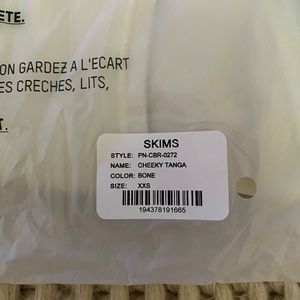 ETE.
ON GARDEZ A L'ECART
ES CRECHES, LITS,
T.
SKIMS
STYLE: PN-CBR-0272
NAME: CHEEKY TANGA
COLOR: BONE
SIZE: XXS
194378191665